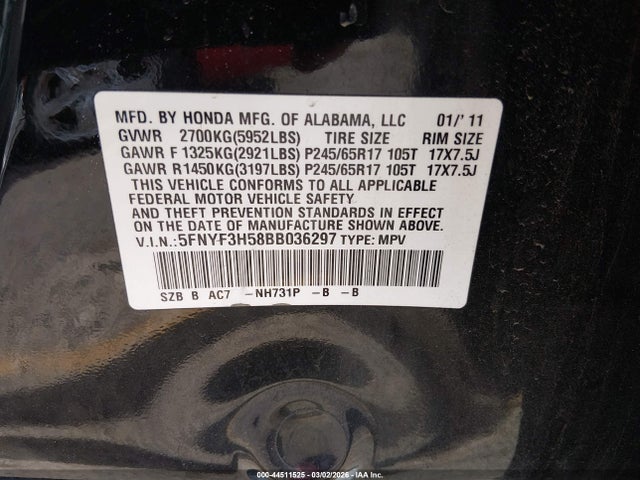 MFD. BY HONDA MFG. OF ALABAMA, LLC 01/'11
GVWR 2700KG(5952LBS) TIRE SIZE RIM SIZE
GAWR F 1325KG(2921LBS) P245/65R17 105T 17X7.5J
GAWR R1450KG(3197LBS) P245/65R17 105T 17X7.5J
THIS VEHICLE CONFORMS TO ALL APPLICABLE
FEDERAL MOTOR VEHICLE SAFETY
AND THEFT PREVENTION STANDARDS IN EFFECT
ON THE DATE OF MANUFACTURE SHOWN ABOVE.
V.I.N.:5FNYF3H58BB036297 TYPE: MPV
SZB B AC7 -NH731P -B -B
000-44511525 - 03/02/2026 - IAA Inc.